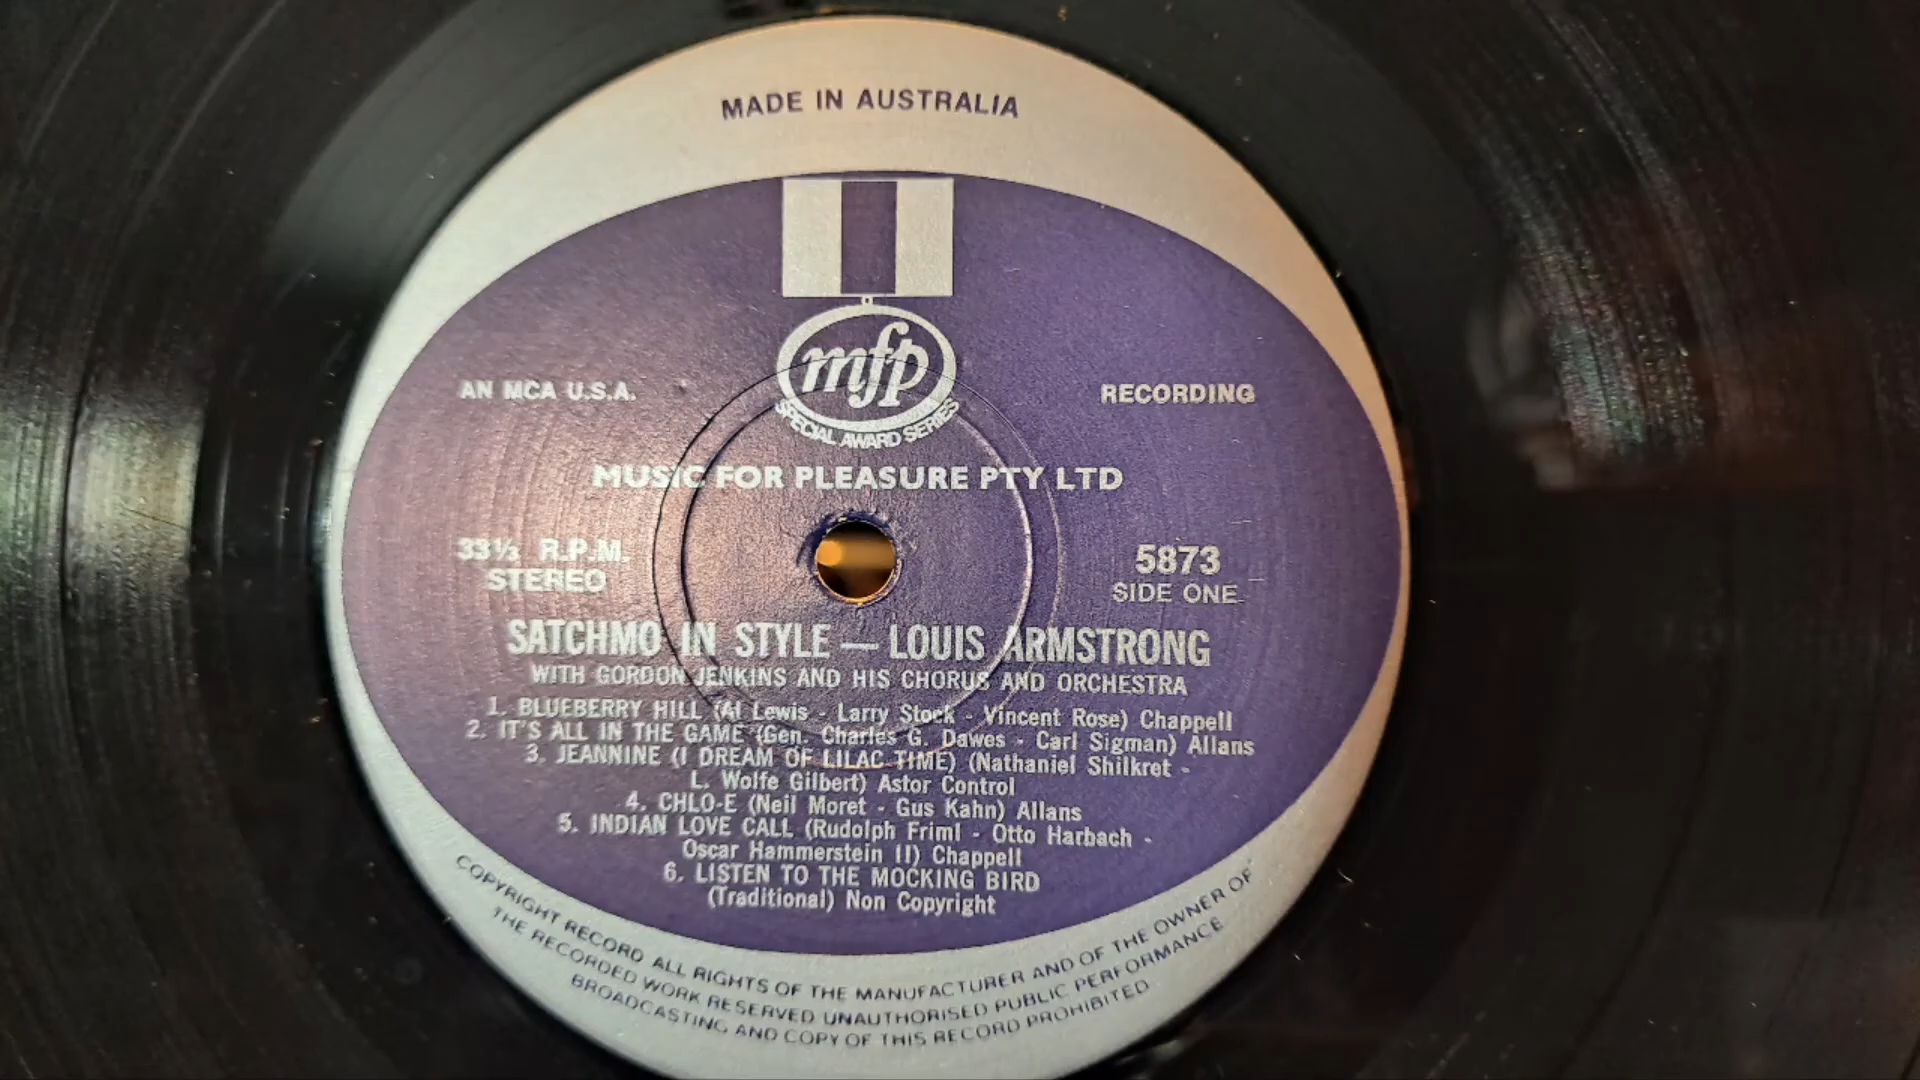 MADE IN AUSTRALIA
mfp
SPECIAL AWARD SERIES
AN MCA U.S.A. RECORDING
MUSIC FOR PLEASURE PTY LTD
33⅓ R.P.M. 5873
STEREO SIDE ONE
SATCHMO IN STYLE — LOUIS ARMSTRONG
WITH GORDON JENKINS AND HIS CHORUS AND ORCHESTRA
1. BLUEBERRY HILL (Al Lewis - Larry Stock - Vincent Rose) Chappell
2. IT'S ALL IN THE GAME (Gen. Charles G. Dawes - Carl Sigman) Allans
3. JEANNINE (I DREAM OF LILAC TIME) (Nathaniel Shilkret -
L. Wolfe Gilbert) Astor Control
4. CHLO-E (Neil Moret - Gus Kahn) Allans
5. INDIAN LOVE CALL (Rudolph Friml - Otto Harbach -
Oscar Hammerstein II) Chappell
6. LISTEN TO THE MOCKING BIRD
(Traditional) Non Copyright
COPYRIGHT RECORD ALL RIGHTS OF THE MANUFACTURER AND OF THE OWNER OF
THE RECORDED WORK RESERVED UNAUTHORISED PUBLIC PERFORMANCE
BROADCASTING AND COPY OF THIS RECORD PROHIBITED